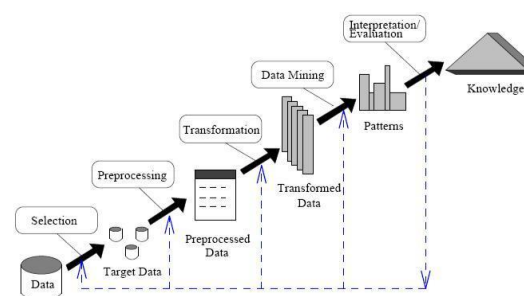 Interpretation/
Evaluation
Data Mining
Knowledge
Transformation
Patterns
Preprocessing
Transformed
Data
Selection
Preprocessed
Data
Target Data
Data